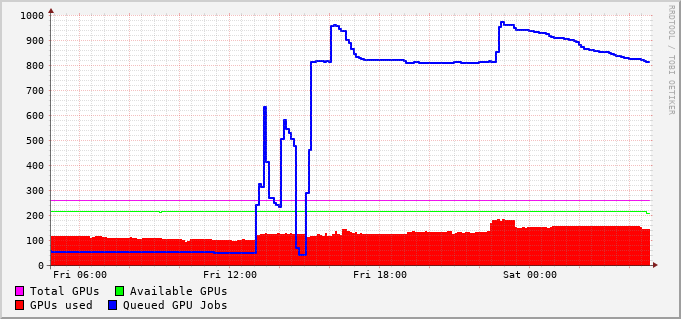 1000
900
800
700
600
500
400
300
200
100
0
Fri 06:00 Fri 12:00 Fri 18:00 Sat 00:00
Total GPUs Available GPUs
GPUs used Queued GPU Jobs
RRDTOOL / TOBI OETIKER